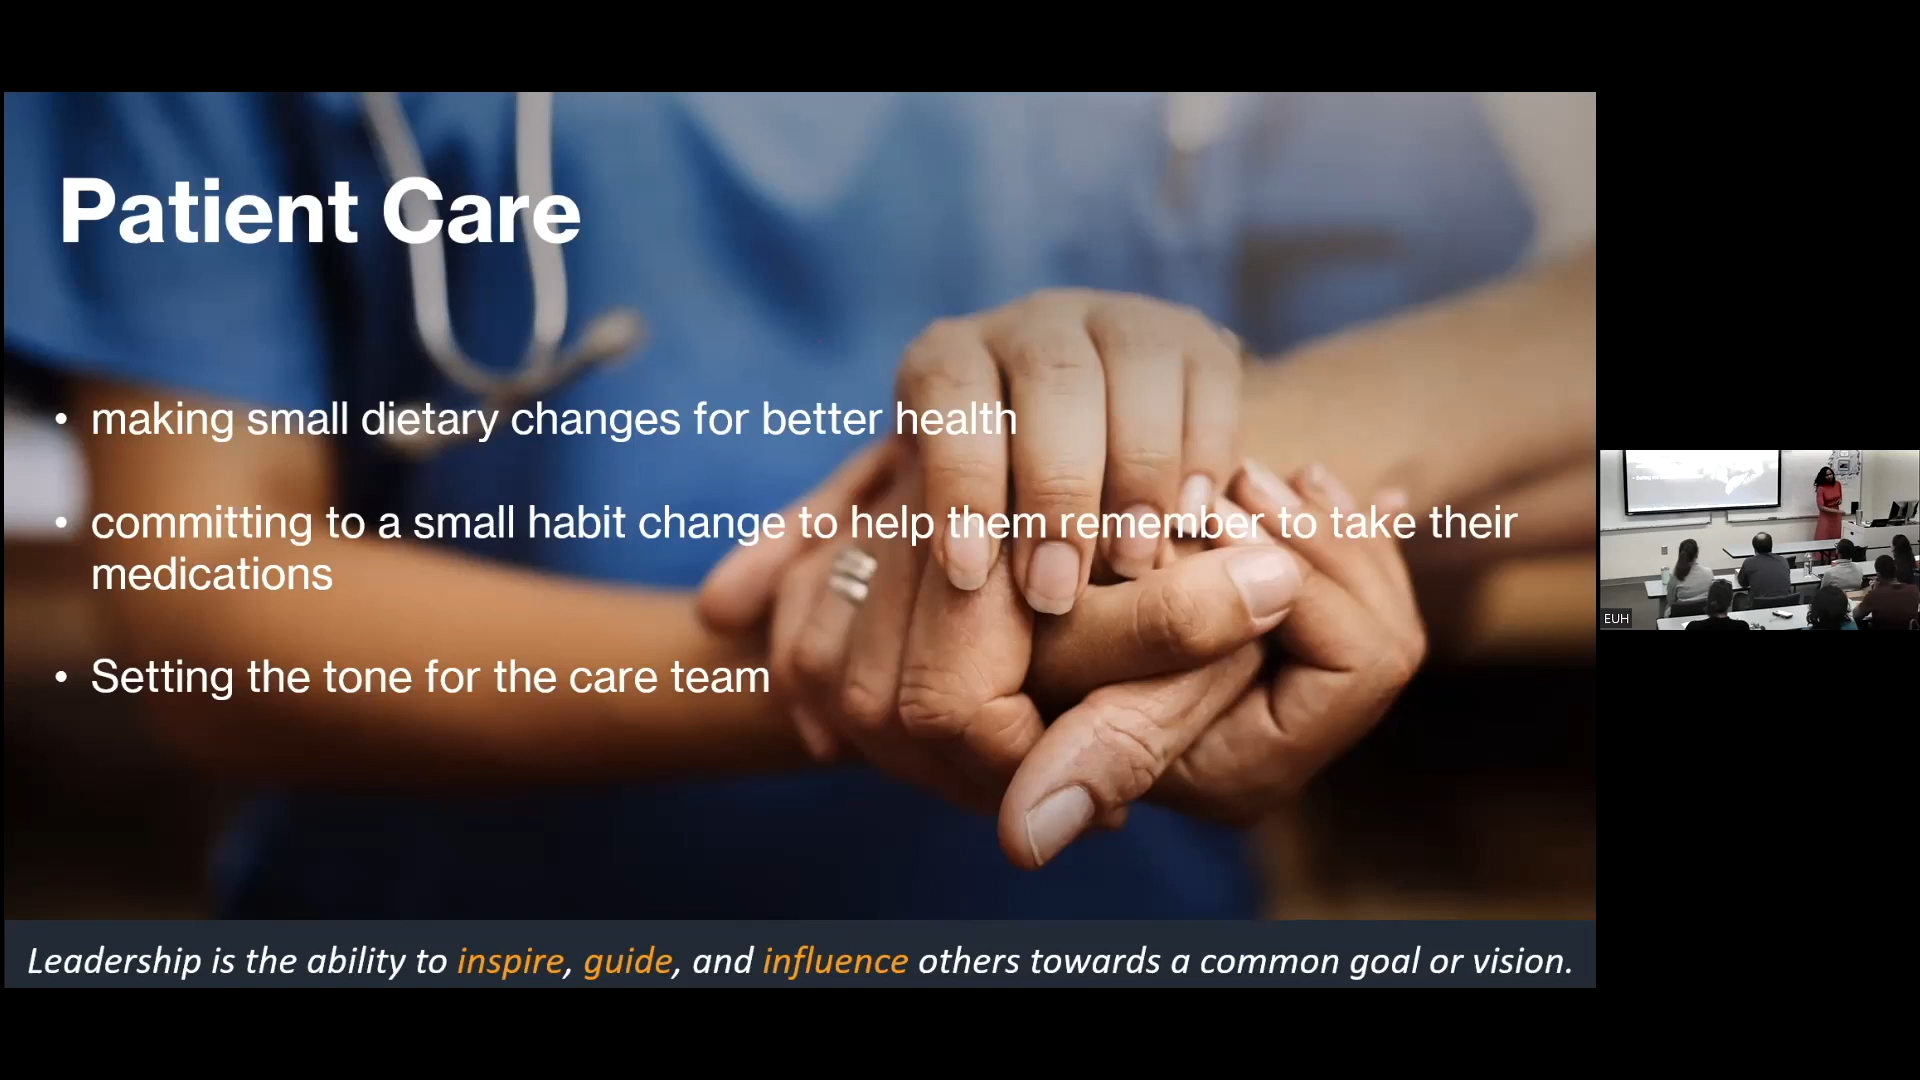 Patient Care
• making small dietary changes for better health
• committing to a small habit change to help them remember to take their
medications
• Setting the tone for the care team
Leadership is the ability to inspire, guide, and influence others towards a common goal or vision.
EUH